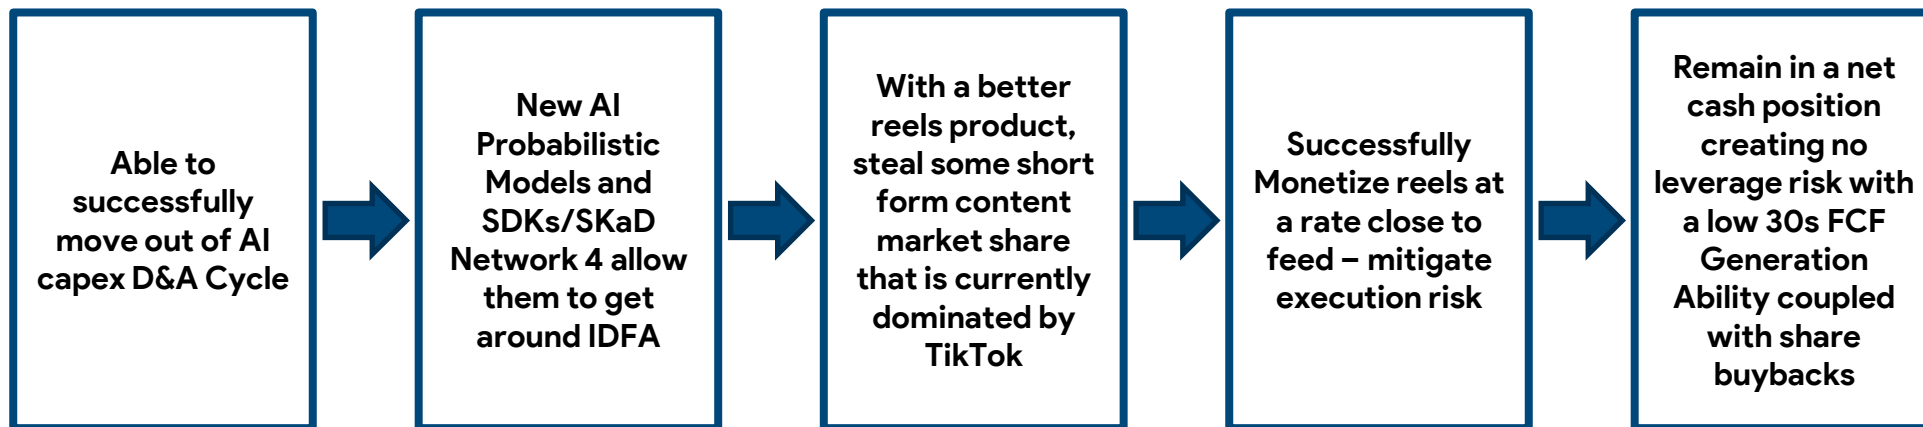 Able to
successfully
move out of AI
capex D&A Cycle
New AI
Probabilistic
Models and
SDKs/SKaD
Network 4 allow
them to get
around IDFA
With a better
reels product,
steal some short
form content
market share
that is currently
dominated by
TikTok
Successfully
Monetize reels at
a rate close to
feed – mitigate
execution risk
Remain in a net
cash position
creating no
leverage risk with
a low 30s FCF
Generation
Ability coupled
with share
buybacks